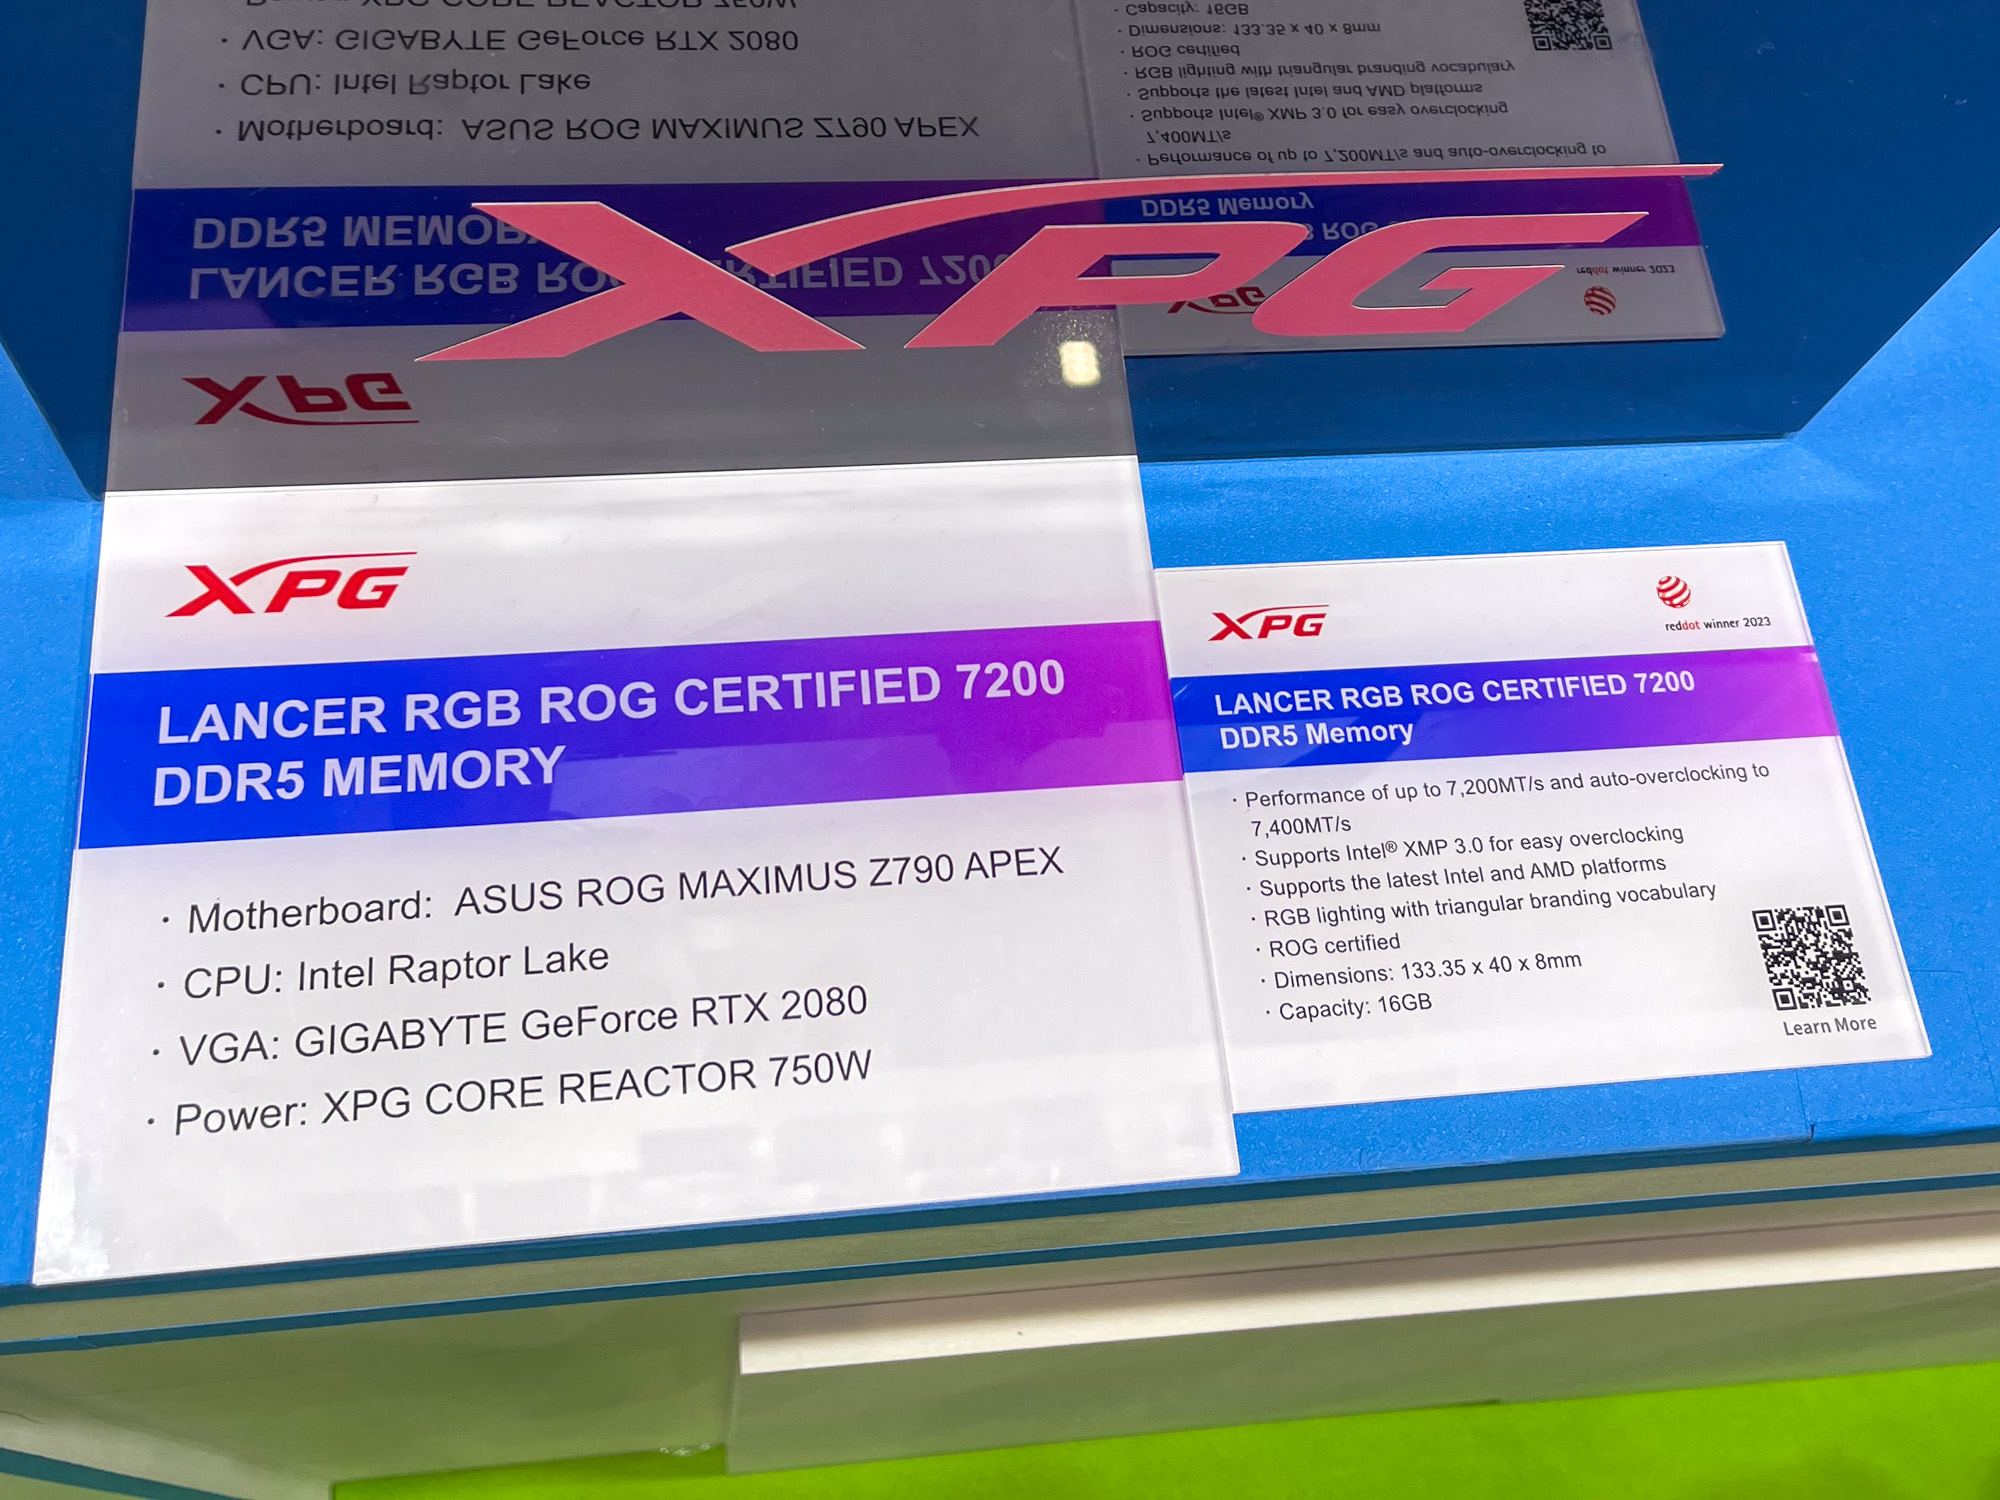 XPG
XPG
LANCER RGB ROG CERTIFIED 7200
DDR5 MEMORY
· Motherboard: ASUS ROG MAXIMUS Z790 APEX
· CPU: Intel Raptor Lake
· VGA: GIGABYTE GeForce RTX 2080
· Power: XPG CORE REACTOR 750W
XPG
reddot winner 2023
LANCER RGB ROG CERTIFIED 7200
DDR5 Memory
· Performance of up to 7,200MT/s and auto-overclocking to
7,400MT/s
· Supports Intel® XMP 3.0 for easy overclocking
· Supports the latest Intel and AMD platforms
· RGB lighting with triangular branding vocabulary
· ROG certified
· Dimensions: 133.35 x 40 x 8mm
· Capacity: 16GB
Learn More